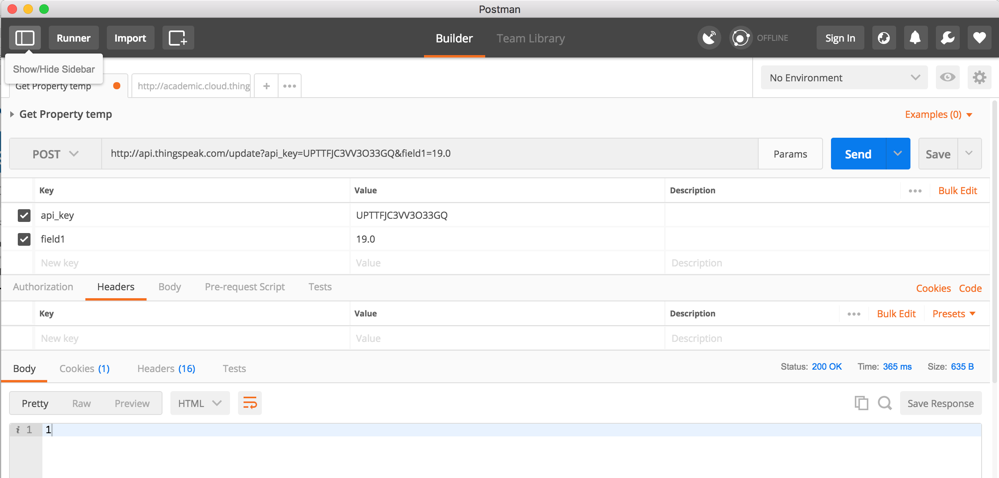 Postman
Runner Import Builder Team Library OFFLINE Sign In
Show/Hide Sidebar
Get Property temp http://academic.cloud.thing + ••• No Environment
Get Property temp Examples (0)
POST http://api.thingspeak.com/update?api_key=UPTTFJC3VV3O33GQ&field1=19.0 Params Send Save
Key Value Description ••• Bulk Edit
api_key UPTTFJC3VV3O33GQ
field1 19.0
New key Value Description
Authorization Headers Body Pre-request Script Tests Cookies Code
Key Value Description ••• Bulk Edit Presets
New key Value Description
Body Cookies (1) Headers (16) Tests Status: 200 OK Time: 365 ms Size: 635 B
Pretty Raw Preview HTML Save Response
i 1 1